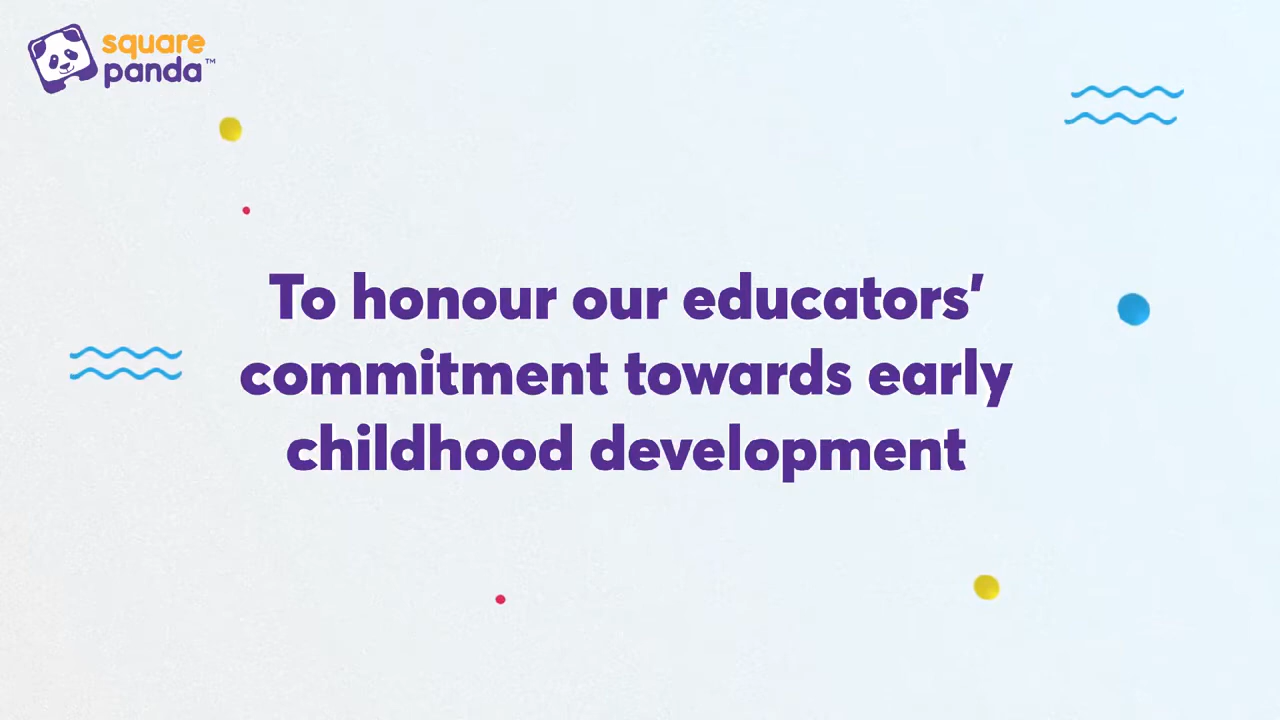 square
panda™
To honour our educators'
commitment towards early
childhood development